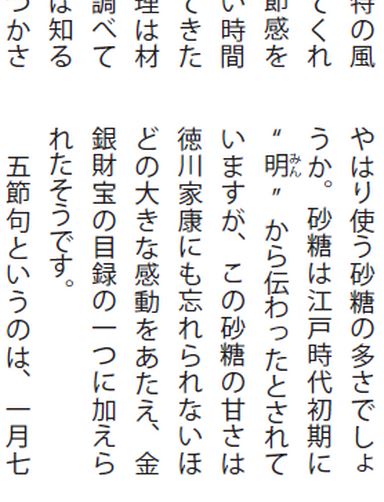 特の風
てくれ
節感を
い時間
てきた
理は材
調べて
は知る
つかさ
やはり使う砂糖の多さでしょ
うか。砂糖は江戸時代初期に
“明みん”から伝わったとされて
いますが、この砂糖の甘さは
徳川家康にも忘れられないほ
どの大きな感動をあたえ、金
銀財宝の目録の一つに加えら
れたそうです。
五節句というのは、一月七